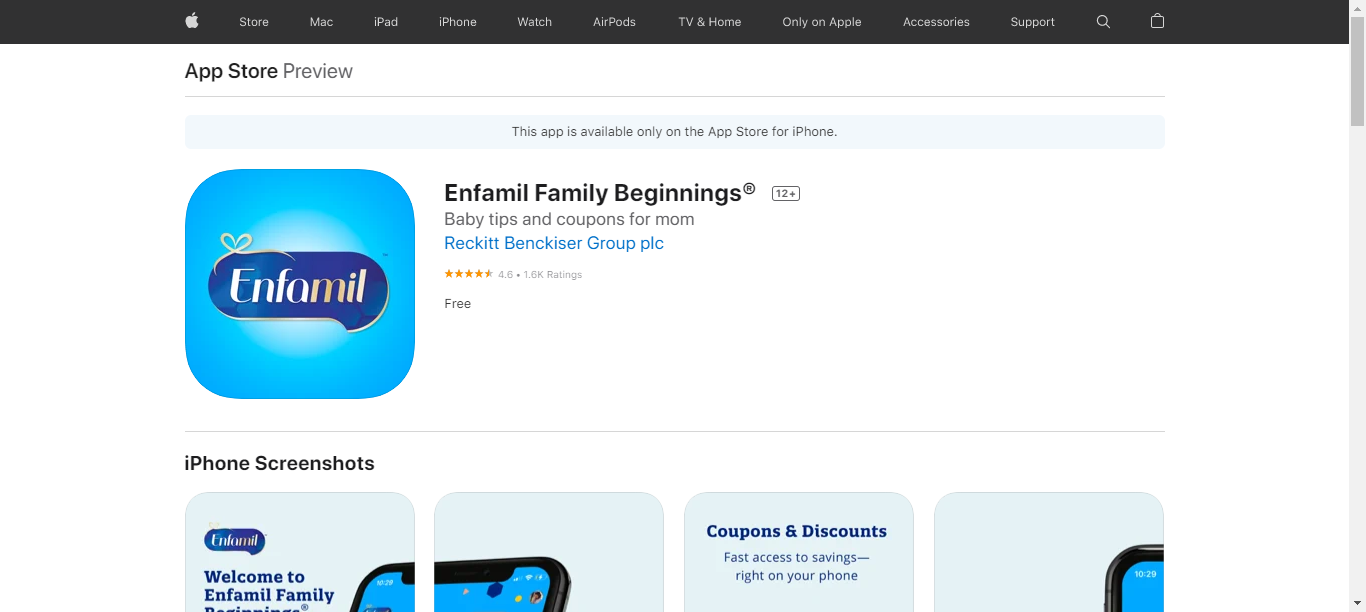 Store Mac iPad iPhone Watch AirPods TV & Home Only on Apple Accessories Support
App Store Preview
This app is available only on the App Store for iPhone.
Enfamil
™
Enfamil Family Beginnings® 12+
Baby tips and coupons for mom
Reckitt Benckiser Group plc
4.6 • 1.6K Ratings
Free
iPhone Screenshots
Enfamil
Welcome to
Enfamil Family
Beginnings®
10:29
Coupons & Discounts
Fast access to savings—
right on your phone
10:29